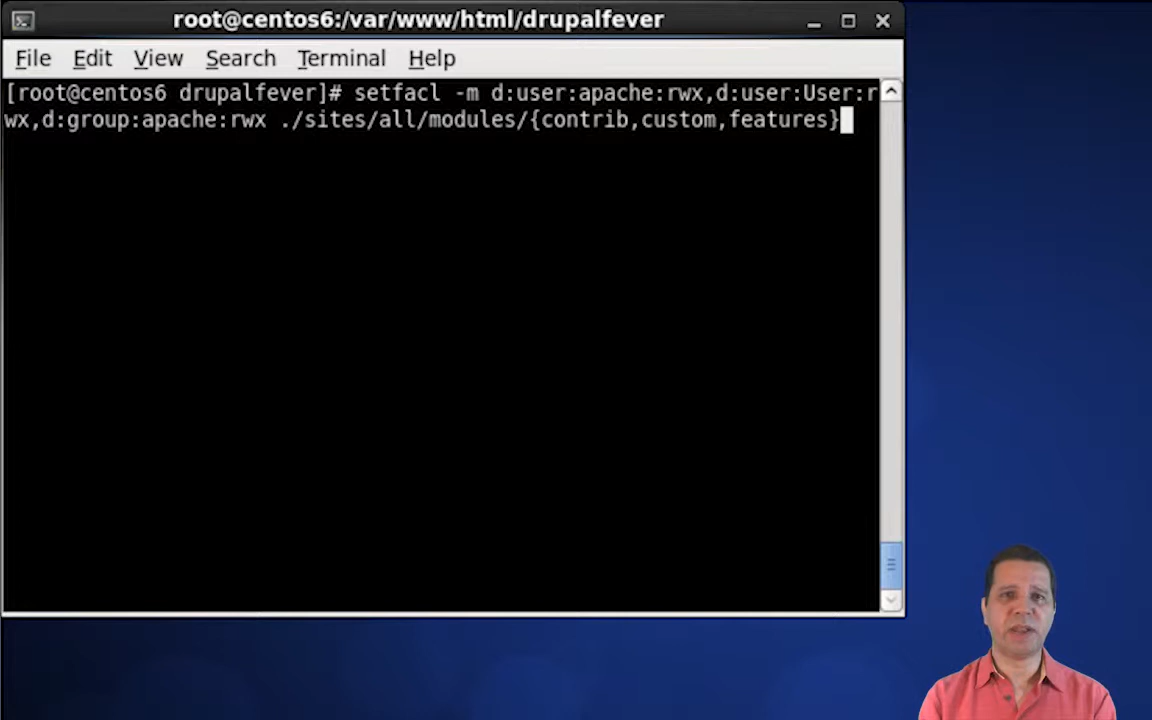 root@centos6:/var/www/html/drupalfever
File Edit View Search Terminal Help
[root@centos6 drupalfever]# setfacl -m d:user:apache:rwx,d:user:User:r
wx,d:group:apache:rwx ./sites/all/modules/{contrib,custom,features}